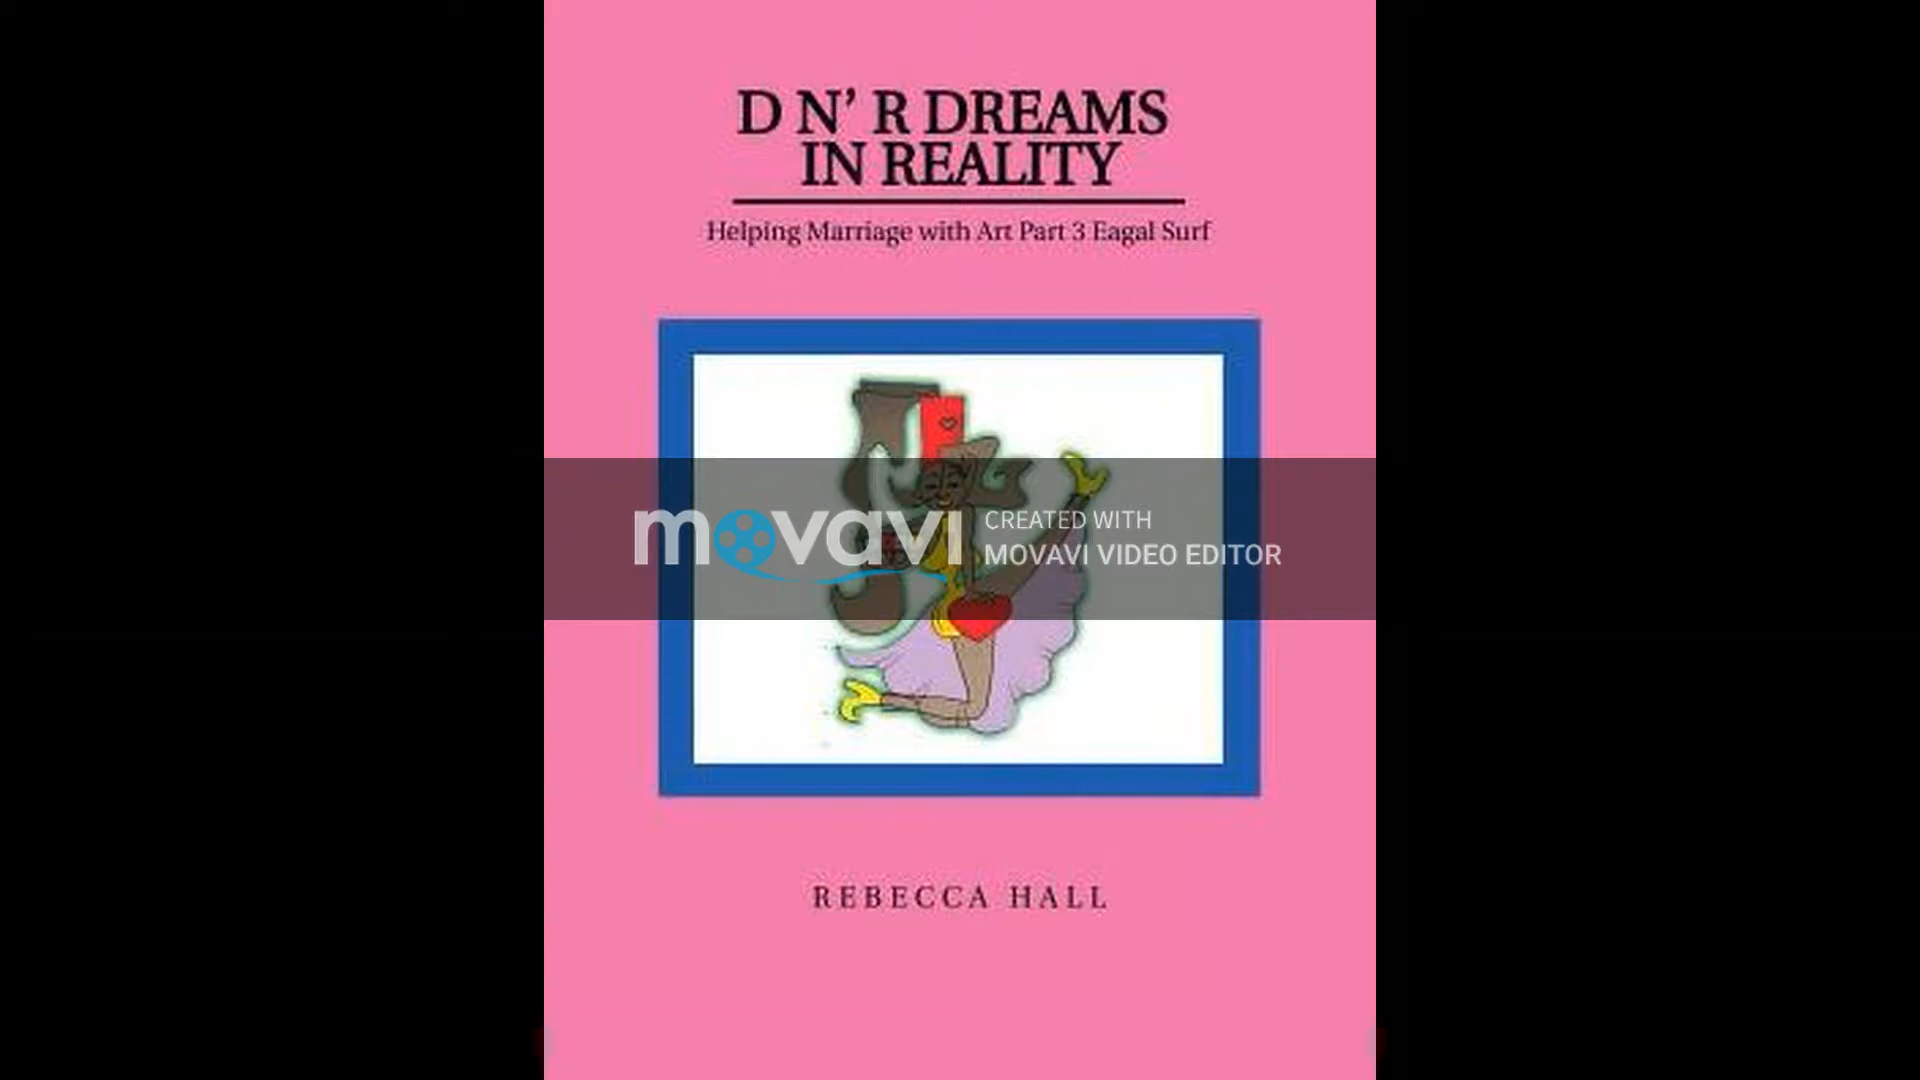 D N’ R DREAMS
IN REALITY
Helping Marriage with Art Part 3 Eagal Surf
movavi
CREATED WITH
MOVAVI VIDEO EDITOR
REBECCA HALL